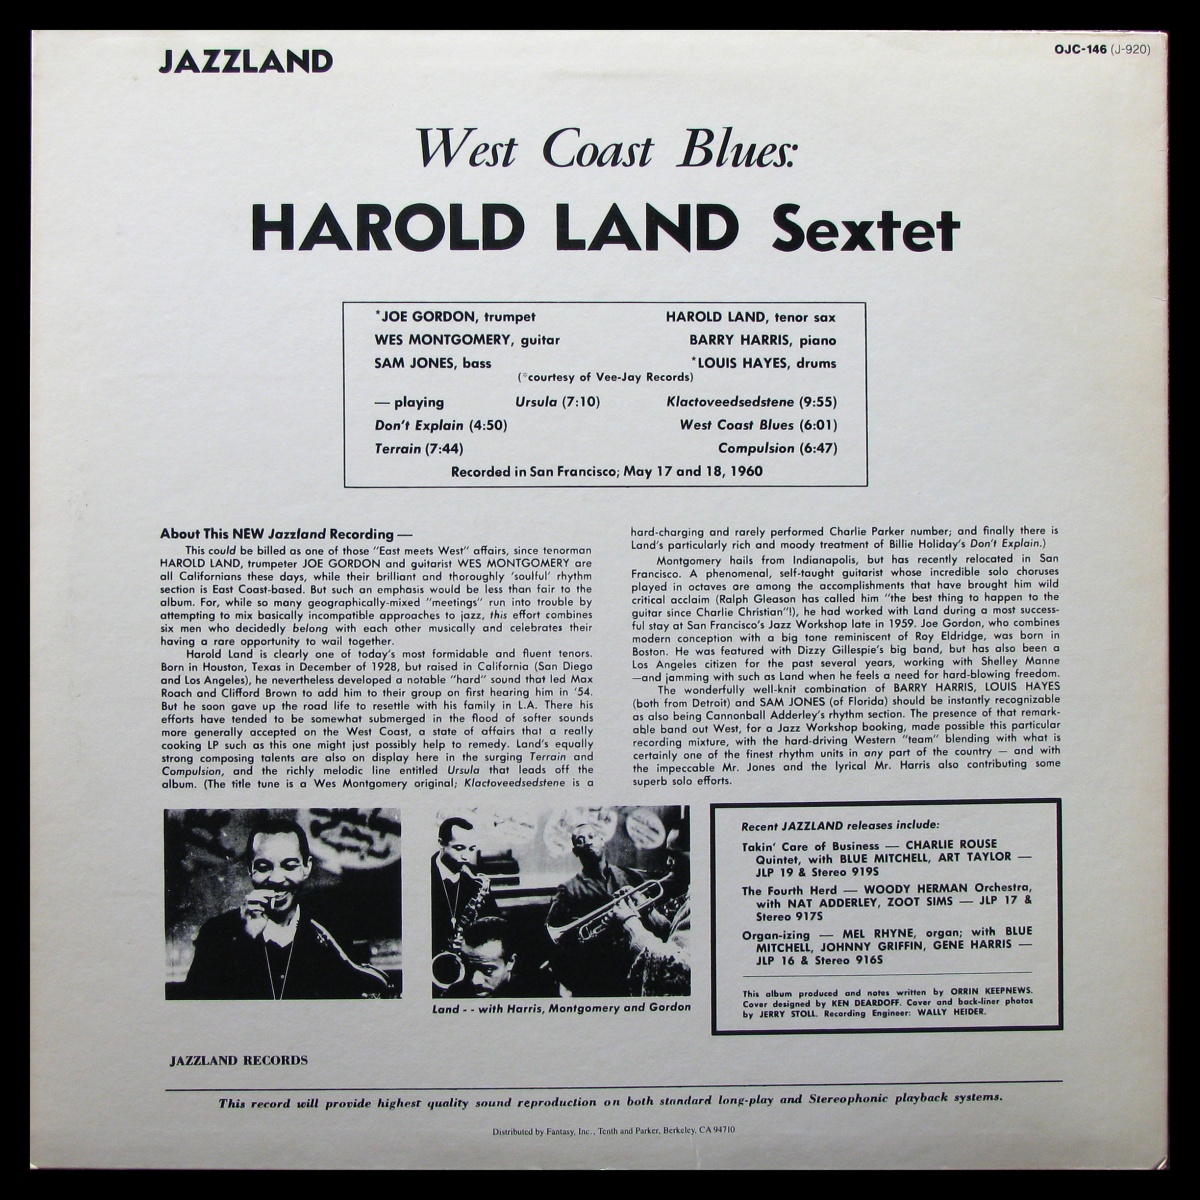 JAZZLAND
OJC-146 (J-920)
West Coast Blues:
HAROLD LAND Sextet
*JOE GORDON, trumpet HAROLD LAND, tenor sax
WES MONTGOMERY, guitar BARRY HARRIS, piano
SAM JONES, bass *LOUIS HAYES, drums
(*courtesy of Vee-Jay Records)
— playing Ursula (7:10) Klactoveedsedstene (9:55)
Don't Explain (4:50) West Coast Blues (6:01)
Terrain (7:44) Compulsion (6:47)
Recorded in San Francisco; May 17 and 18, 1960
About This NEW Jazzland Recording —
This could be billed as one of those "East meets West" affairs, since tenorman
HAROLD LAND, trumpeter JOE GORDON and guitarist WES MONTGOMERY are
all Californians these days, while their brilliant and thoroughly 'soulful' rhythm
section is East Coast-based. But such an emphasis would be less than fair to the
album. For, while so many geographically-mixed "meetings" run into trouble by
attempting to mix basically incompatible approaches to jazz, this effort combines
six men who decidedly belong with each other musically and celebrates their
having a rare opportunity to wail together.
Harold Land is clearly one of today's most formidable and fluent tenors.
Born in Houston, Texas in December of 1928, but raised in California (San Diego
and Los Angeles), he nevertheless developed a notable "hard" sound that led Max
Roach and Clifford Brown to add him to their group on first hearing him in '54.
But he soon gave up the road life to resettle with his family in L.A. There his
efforts have tended to be somewhat submerged in the flood of softer sounds
more generally accepted on the West Coast, a state of affairs that a really
cooking LP such as this one might just possibly help to remedy. Land's equally
strong composing talents are also on display here in the surging Terrain and
Compulsion, and the richly melodic line entitled Ursula that leads off the
album. (The title tune is a Wes Montgomery original; Klactoveedsedstene is a
hard-charging and rarely performed Charlie Parker number; and finally there is
Land's particularly rich and moody treatment of Billie Holiday's Don't Explain.)
Montgomery hails from Indianapolis, but has recently relocated in San
Francisco. A phenomenal, self-taught guitarist whose incredible solo choruses
played in octaves are among the accomplishments that have brought him wild
critical acclaim (Ralph Gleason has called him "the best thing to happen to the
guitar since Charlie Christian"!), he had worked with Land during a most success-
ful stay at San Francisco's Jazz Workshop late in 1959. Joe Gordon, who combines
modern conception with a big tone reminiscent of Roy Eldridge, was born in
Boston. He was featured with Dizzy Gillespie's big band, but has also been a
Los Angeles citizen for the past several years, working with Shelley Manne
—and jamming with such as Land when he feels a need for hard-blowing freedom.
The wonderfully well-knit combination of BARRY HARRIS, LOUIS HAYES
(both from Detroit) and SAM JONES (of Florida) should be instantly recognizable
as also being Cannonball Adderley's rhythm section. The presence of that remark-
able band out West, for a Jazz Workshop booking, made possible this particular
recording mixture, with the hard-driving Western "team" blending with what is
certainly one of the finest rhythm units in any part of the country — and with
the impeccable Mr. Jones and the lyrical Mr. Harris also contributing some
superb solo efforts.
Land - - with Harris, Montgomery and Gordon
Recent JAZZLAND releases include:
Takin' Care of Business — CHARLIE ROUSE
Quintet, with BLUE MITCHELL, ART TAYLOR —
JLP 19 & Stereo 919S
The Fourth Herd — WOODY HERMAN Orchestra,
with NAT ADDERLEY, ZOOT SIMS — JLP 17 &
Stereo 917S
Organ-izing — MEL RHYNE, organ; with BLUE
MITCHELL, JOHNNY GRIFFIN, GENE HARRIS —
JLP 16 & Stereo 916S
This album produced and notes written by ORRIN KEEPNEWS.
Cover designed by KEN DEARDOFF. Cover and back-liner photos
by JERRY STOLL. Recording Engineer: WALLY HEIDER.
JAZZLAND RECORDS
This record will provide highest quality sound reproduction on both standard long-play and Stereophonic playback systems.
Distributed by Fantasy, Inc., Tenth and Parker, Berkeley, CA 94710